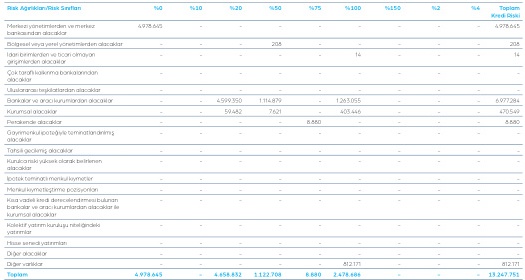 Risk Ağırlıkları/Risk Sınıfları %0 %10 %20 %50 %75 %100 %150 %2 %4 Toplam Kredi Riski
Merkezi yönetimlerden ve merkez bankasından alacaklar 4.978.645 – – – – – – – – 4.978.645
Bölgesel veya yerel yönetimlerden alacaklar – – – 208 – – – – – 208
İdari birimlerden ve ticari olmayan girişimlerden alacaklar – – – – – 14 – – – 14
Çok taraflı kalkınma bankalarından alacaklar – – – – – – – – – –
Uluslararası teşkilatlardan alacaklar – – – – – – – – – –
Bankalar ve aracı kurumlardan alacaklar – – 4.599.350 1.114.879 – 1.263.055 – – – 6.977.284
Kurumsal alacaklar – – 59.482 7.621 – 403.446 – – – 470.549
Perakende alacaklar – – – – 8.880 – – – – 8.880
Gayrimenkul ipoteğiyle teminatlandırılmış alacaklar – – – – – – – – – –
Tahsili gecikmiş alacaklar – – – – – – – – – –
Kurulca riski yüksek olarak belirlenen alacaklar – – – – – – – – – –
İpotek teminatlı menkul kıymetler – – – – – – – – – –
Menkul kıymetleştirme pozisyonları – – – – – – – – – –
Kısa vadeli kredi derecelendirmesi bulunan bankalar ve aracı kurumlardan alacaklar ile kurumsal alacaklar – – – – – – – – – –
Kolektif yatırım kuruluşu niteliğindeki yatırımlar – – – – – – – – – –
Hisse senedi yatırımları – – – – – – – – – –
Diğer alacaklar – – – – – – – – – –
Diğer varlıklar – – – – – 812.171 – – – 812.171
Toplam 4.978.645 – 4.658.832 1.122.708 8.880 2.478.686 – – – 13.247.751